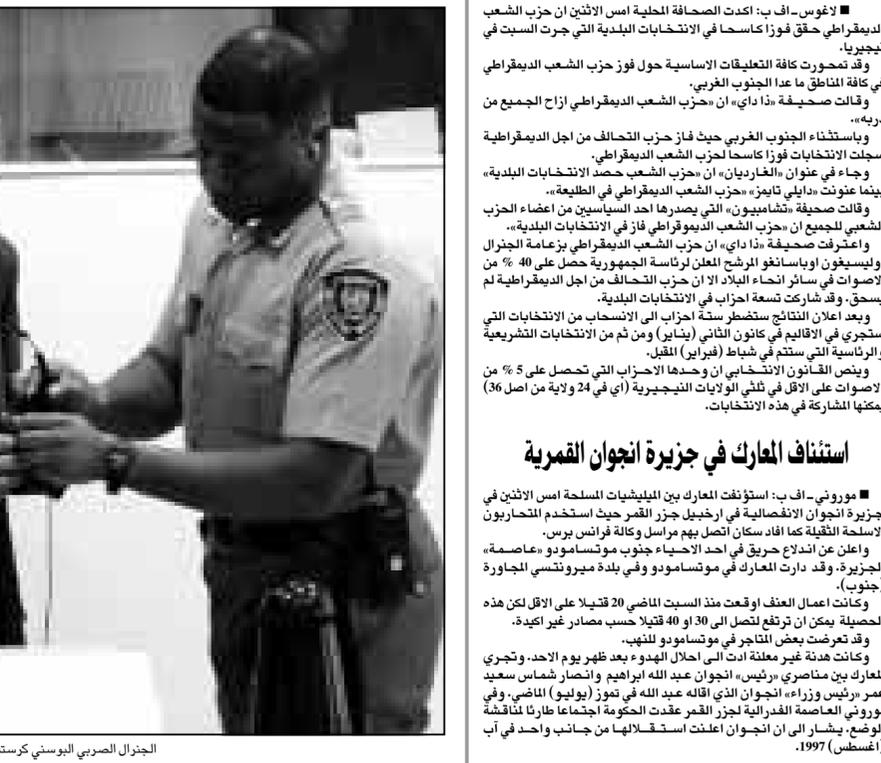 ■ لاغوس ـ اف ب: اكدت الصحافة المحلية امس الاثنين ان حزب الشعب
الديمقراطي حقق فوزا كاسحا في الانتخابات البلدية التي جرت السبت في
نيجيريا.
وقد تمحورت كافة التعليقات الاساسية حول فوز حزب الشعب الديمقراطي
في كافة المناطق ما عدا الجنوب الغربي.
وقالت صحيفة «ذا داي» ان «حزب الشعب الديمقراطي ازاح الجميع من
دربه».
وباستثناء الجنوب الغربي حيث فاز حزب التحالف من اجل الديمقراطية
سجلت الانتخابات فوزا كاسحا لحزب الشعب الديمقراطي.
وجاء في عنوان «الغارديان» ان «حزب الشعب حصد الانتخابات البلدية»
بينما عنونت «دايلي تايمز» «حزب الشعب الديمقراطي في الطليعة».
وقالت صحيفة «تشامبيون» التي يصدرها احد السياسيين من اعضاء الحزب
الشعبي للجميع ان «حزب الشعب الديموقراطي فاز في الانتخابات البلدية».
واعترفت صحيفة «ذا داي» ان حزب الشعب الديمقراطي بزعامة الجنرال
اوليسيغون اوباسانغو المرشح المعلن لرئاسة الجمهورية حصل على 40 % من
الاصوات في سائر انحاء البلاد الا ان حزب التحالف من اجل الديمقراطية لم
يسحق. وقد شاركت تسعة احزاب في الانتخابات البلدية.
وبعد اعلان النتائج ستضطر ستة احزاب الى الانسحاب من الانتخابات التي
ستجري في الاقاليم في كانون الثاني (يناير) ومن ثم من الانتخابات التشريعية
والرئاسية التي ستتم في شباط (فبراير) المقبل.
وينص القانون الانتخابي ان وحدها الاحزاب التي تحصل على 5 % من
الاصوات على الاقل في ثلثي الولايات النيجيرية (اي في 24 ولاية من اصل 36)
يمكنها المشاركة في هذه الانتخابات.
استئناف المعارك في جزيرة انجوان القمرية
■ موروني ـ اف ب: استؤنفت المعارك بين الميليشيات المسلحة امس الاثنين في
جزيرة انجوان الانفصالية في ارخبيل جزر القمر حيث استخدم المتحاربون
الاسلحة الثقيلة كما افاد سكان اتصل بهم مراسل وكالة فرانس برس.
واعلن عن اندلاع حريق في احد الاحياء جنوب موتسامودو «عاصمة»
الجزيرة. وقد دارت المعارك في موتسامودو وفي بلدة ميرونتسي المجاورة
(جنوب).
وكانت اعمال العنف اوقعت منذ السبت الماضي 20 قتيلا على الاقل لكن هذه
الحصيلة يمكن ان ترتفع لتصل الى 30 او 40 قتيلا حسب مصادر غير اكيدة.
وقد تعرضت بعض المتاجر في موتسامودو للنهب.
وكانت هدنة غير معلنة ادت الى احلال الهدوء بعد ظهر يوم الاحد. وتجري
المعارك بين مناصري «رئيس» انجوان عبد الله ابراهيم وانصار شماس سعيد
عمر «رئيس وزراء» انجوان الذي اقاله عبد الله في تموز (يوليو) الماضي. وفي
موروني العاصمة الفدرالية لجزر القمر عقدت الحكومة اجتماعا طارئا لمناقشة
الوضع. يشار الى ان انجوان اعلنت استقلالها من جانب واحد في آب
(اغسطس) 1997.
الجنرال الصربي البوسني